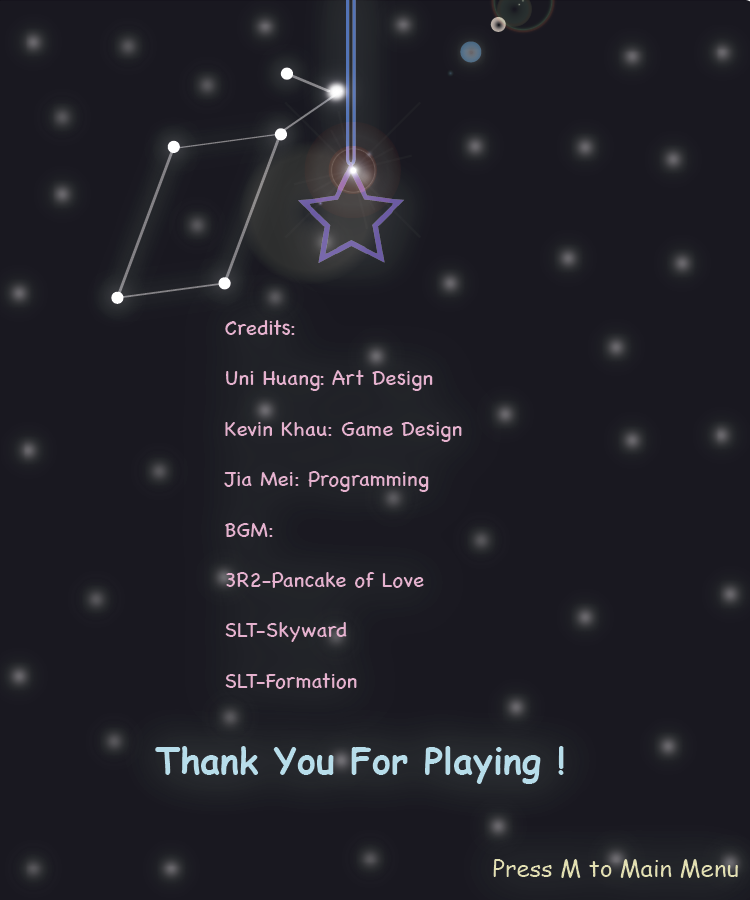 Credits:
Uni Huang: Art Design
Kevin Khau: Game Design
Jia Mei: Programming
BGM:
3R2-Pancake of Love
SLT-Skyward
SLT-Formation
Thank You For Playing !
Press M to Main Menu